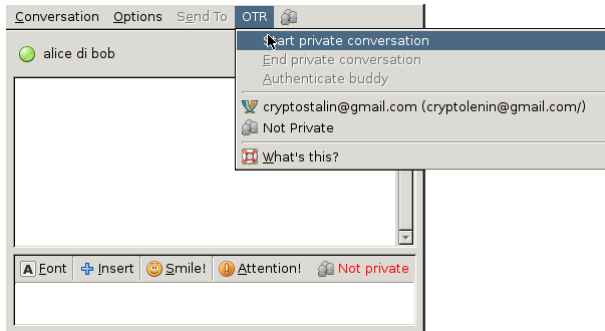 Conversation Options Send To OTR
Start private conversation
alice di bob
End private conversation
Authenticate buddy
cryptostalin@gmail.com (cryptolenin@gmail.com/)
Not Private
What's this?
Font Insert Smile! Attention! Not private